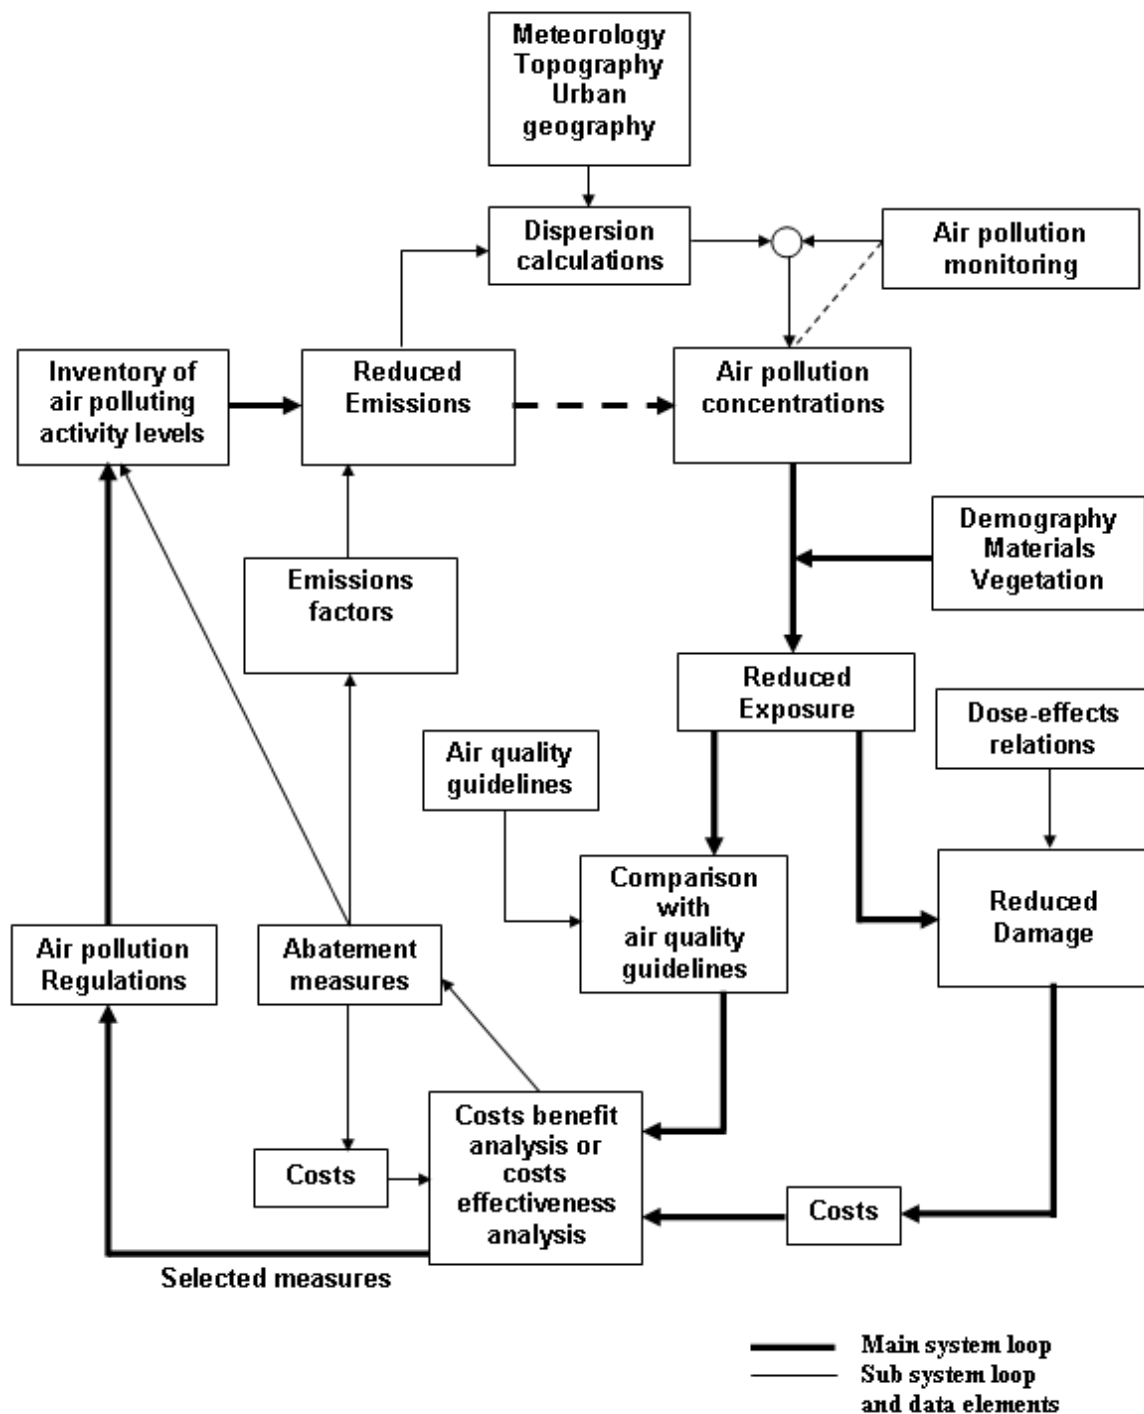 Meteorology
Topography
Urban
geography
Dispersion
calculations
Air pollution
monitoring
Inventory of
air polluting
activity levels
Reduced
Emissions
Air pollution
concentrations
Demography
Materials
Vegetation
Emissions
factors
Reduced
Exposure
Dose-effects
relations
Air quality
guidelines
Comparison
with
air quality
guidelines
Reduced
Damage
Air pollution
Regulations
Abatement
measures
Costs benefit
analysis or
costs
effectiveness
analysis
Costs
Costs
Selected measures
Main system loop
Sub system loop
and data elements